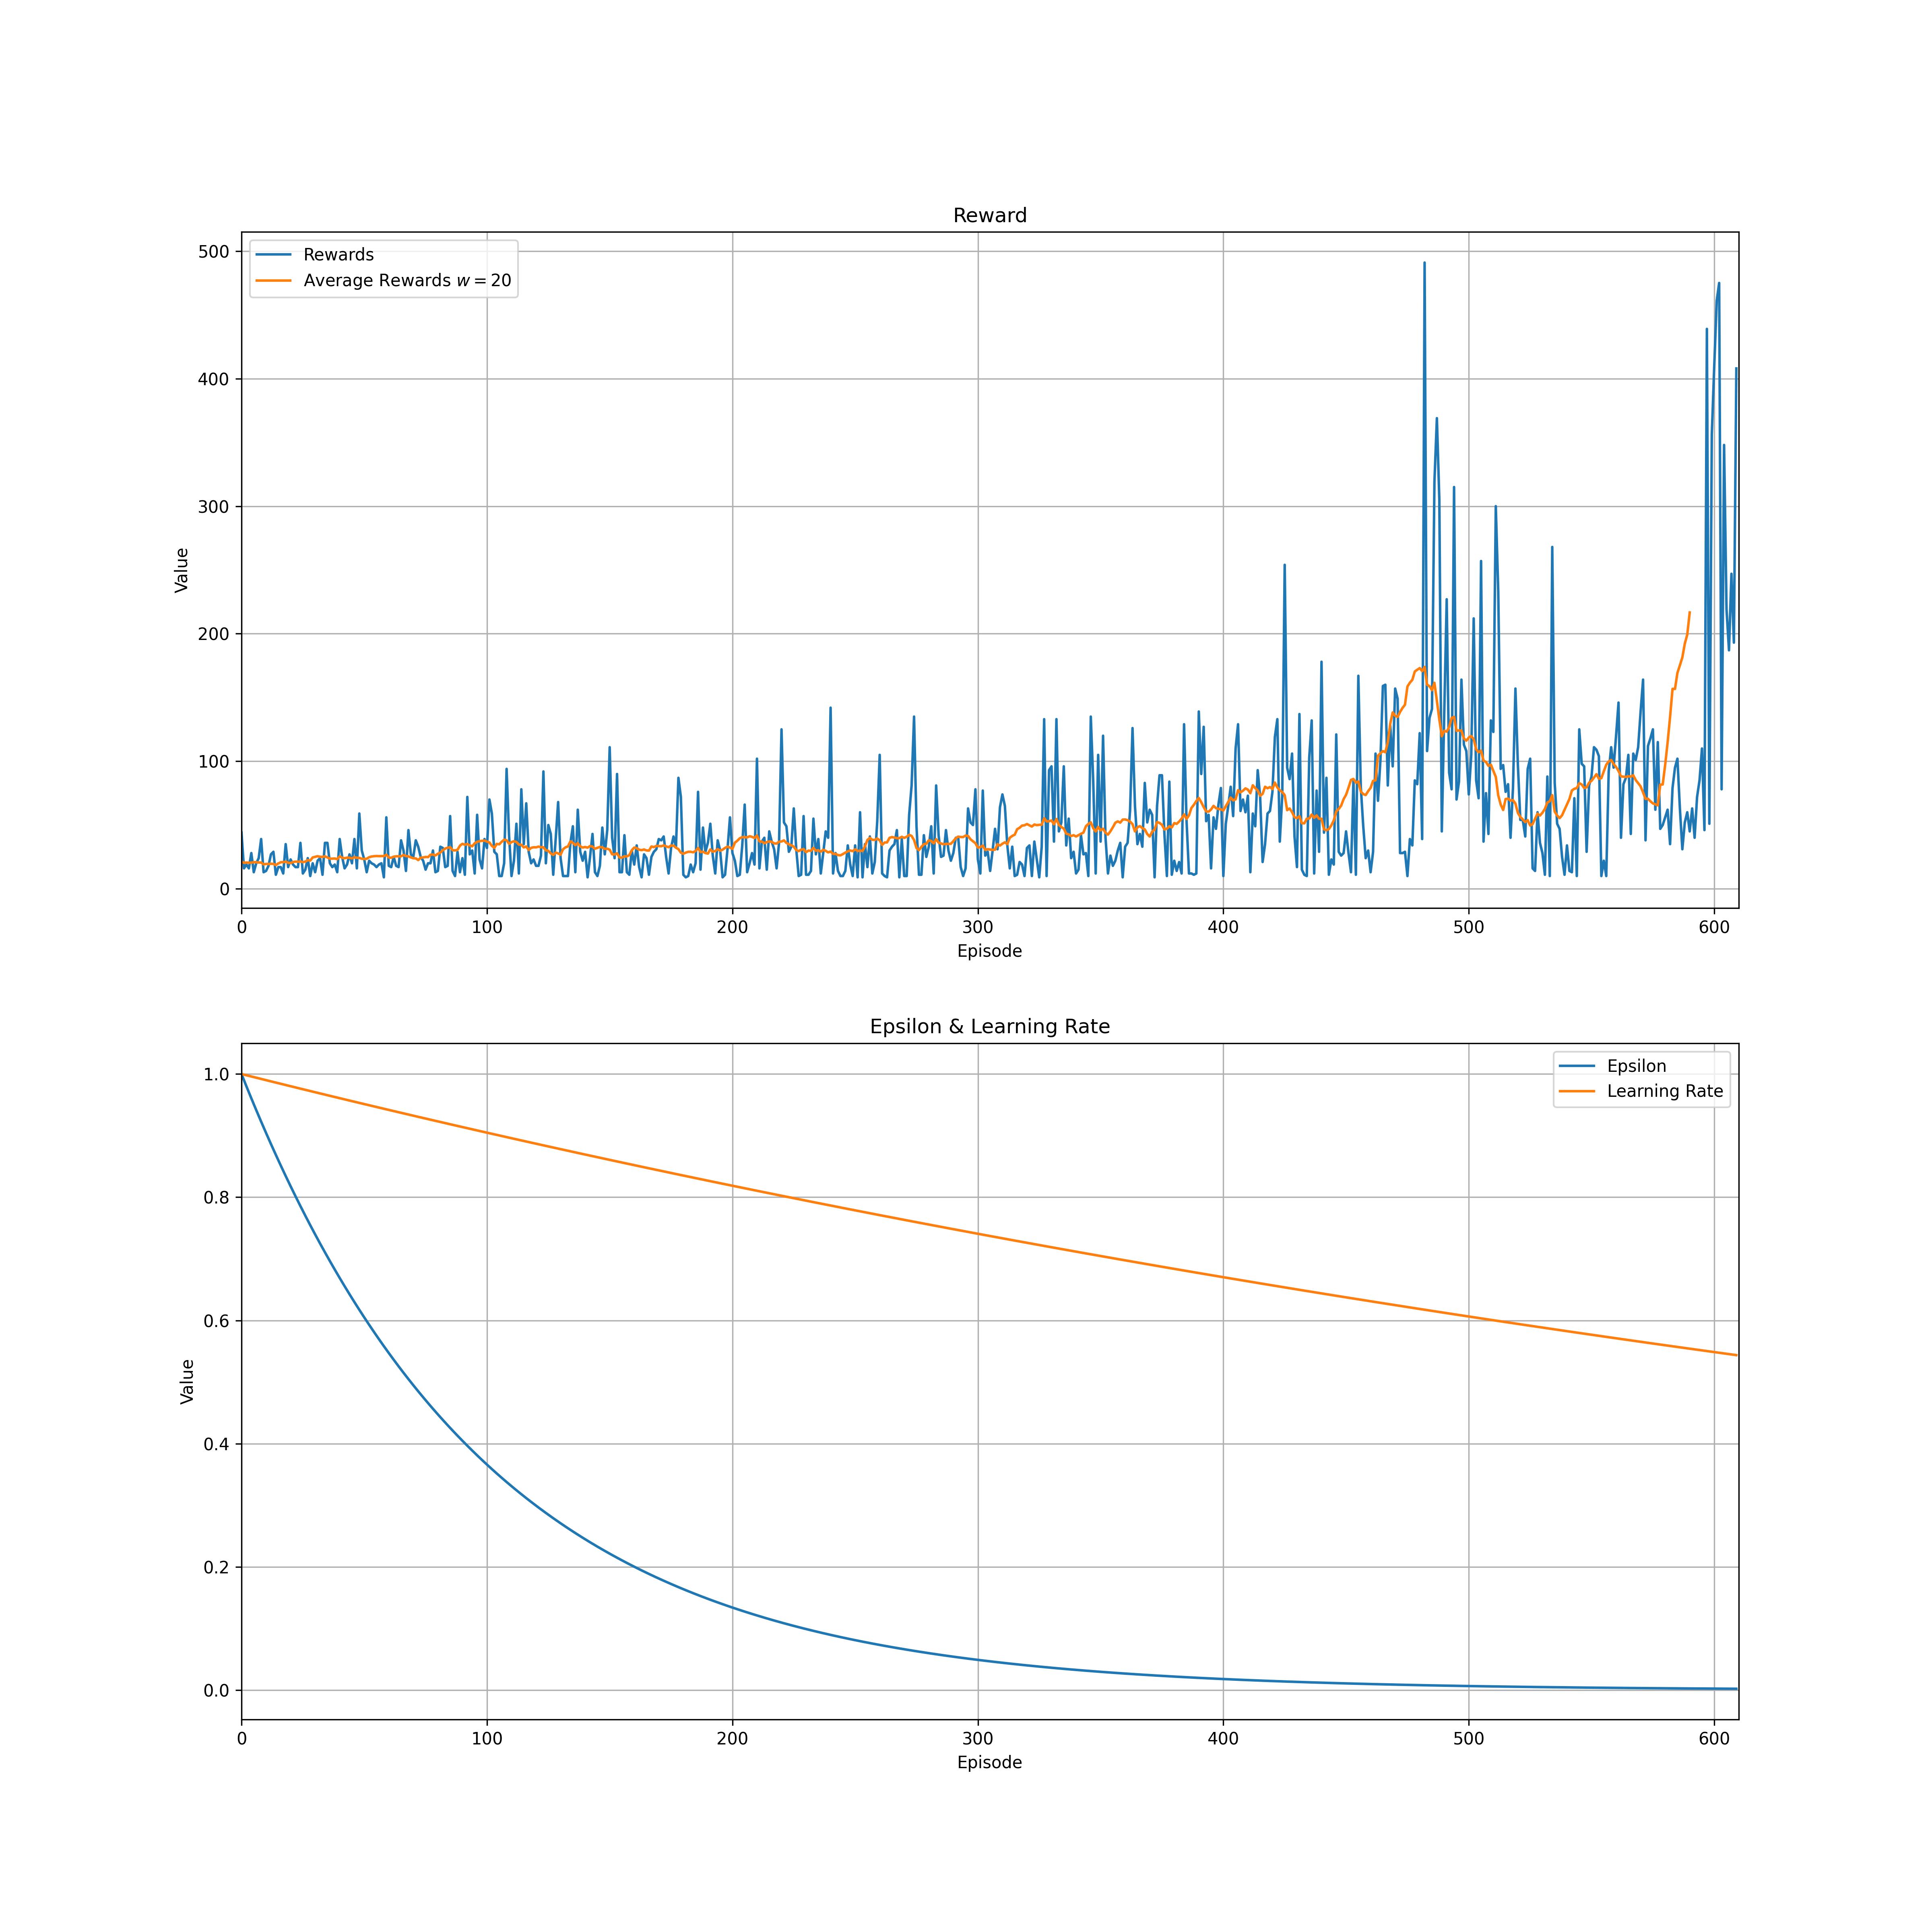 Reward
500
400
300
200
100
0
Value
Rewards
Average Rewards w = 20
0 100 200 300 400 500 600
Episode
Epsilon & Learning Rate
1.0
0.8
0.6
0.4
0.2
0.0
Value
Epsilon
Learning Rate
0 100 200 300 400 500 600
Episode